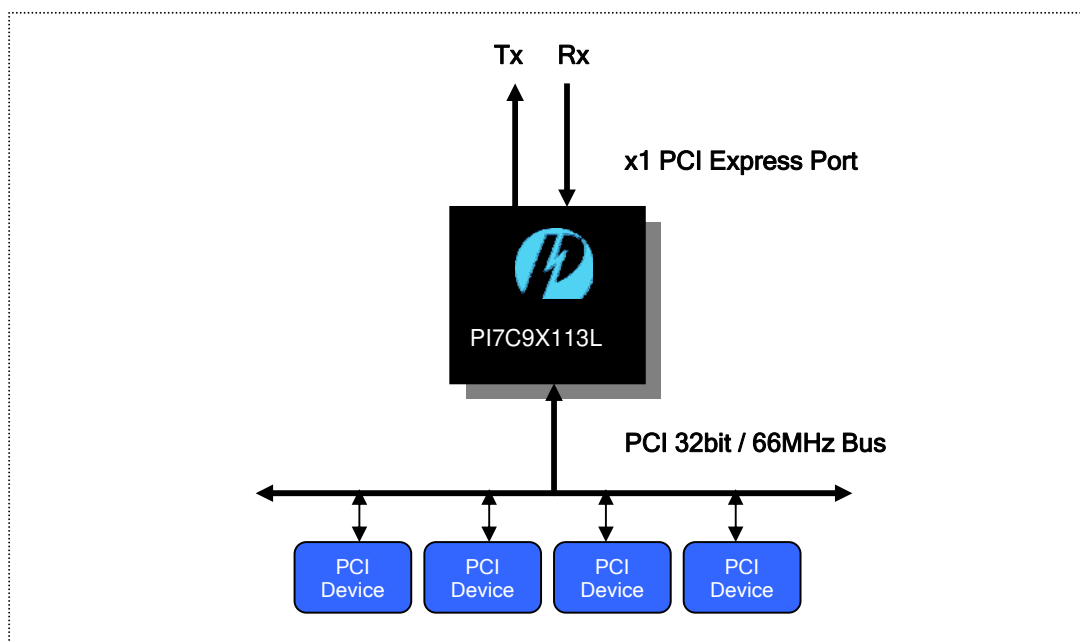 Tx Rx
x1 PCI Express Port
PI7C9X113L
PCI 32bit / 66MHz Bus
PCI Device
PCI Device
PCI Device
PCI Device